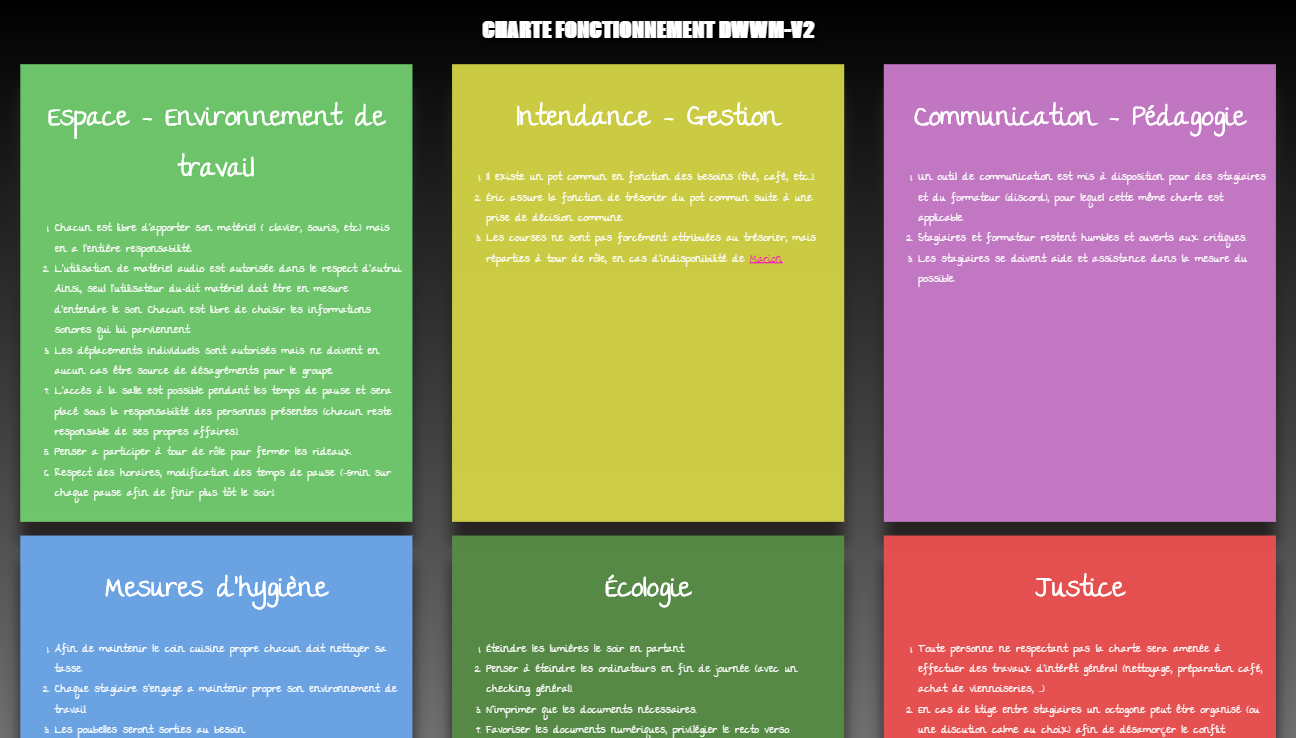 CHARTE FONCTIONNEMENT DWWM-V2
Espace - Environnement de
travail
1. Chacun est libre d'apporter son matériel ( clavier, souris, etc) mais
en a l'entière responsabilité.
2. L'utilisation de matériel audio est autorisée dans le respect d'autrui.
Ainsi, seul l'utilisateur du-dit matériel doit être en mesure
d'entendre le son. Chacun est libre de choisir les informations
sonores qui lui parviennent.
3. Les déplacements individuels sont autorisés mais ne doivent en
aucun cas être source de désagréments pour le groupe.
4. L'accès à la salle est possible pendant les temps de pause et sera
placé sous la responsabilité des personnes présentes (chacun reste
responsable de ses propres affaires).
5. Penser a participer à tour de rôle pour fermer les rideaux.
6. Respect des horaires, modification des temps de pause (-5min sur
chaque pause afin de finir plus tôt le soir).
Intendance - Gestion
1. Il existe un pot commun en fonction des besoins (thé, café, etc...)
2. Éric assure la fonction de trésorier du pot commun suite à une
prise de décision commune.
3. Les courses ne sont pas forcément attribuées au trésorier, mais
réparties à tour de rôle, en cas d'indisponibilité de Marion.
Communication - Pédagogie
1. Un outil de communication est mis à disposition pour des stagiaires
et du formateur (discord.), pour lequel cette même charte est
applicable.
2. Stagiaires et formateur restent humbles et ouverts aux critiques.
3. Les stagiaires se doivent aide et assistance dans la mesure du
possible.
Mesures d'hygiène
1. Afin de maintenir le coin cuisine propre chacun doit nettoyer sa
tasse.
2. Chaque stagiaire s'engage a maintenir propre son environnement de
travail.
3. Les poubelles seront sorties au besoin.
Écologie
1. Éteindre les lumières le soir en partant.
2. Penser à éteindre les ordinateurs en fin de journée (avec un
checking général).
3. N'imprimer que les documents nécessaires.
4. Favoriser les documents numériques, privilégier le recto verso.
Justice
1. Toute personne ne respectant pas la charte sera amenée à
effectuer des travaux d'intérêt général (nettoyage, préparation café,
achat de viennoiseries, ...)
2. En cas de litige entre stagiaires un octogone peut être organisé (ou
une discution calme au choix) afin de désamorçer le conflit